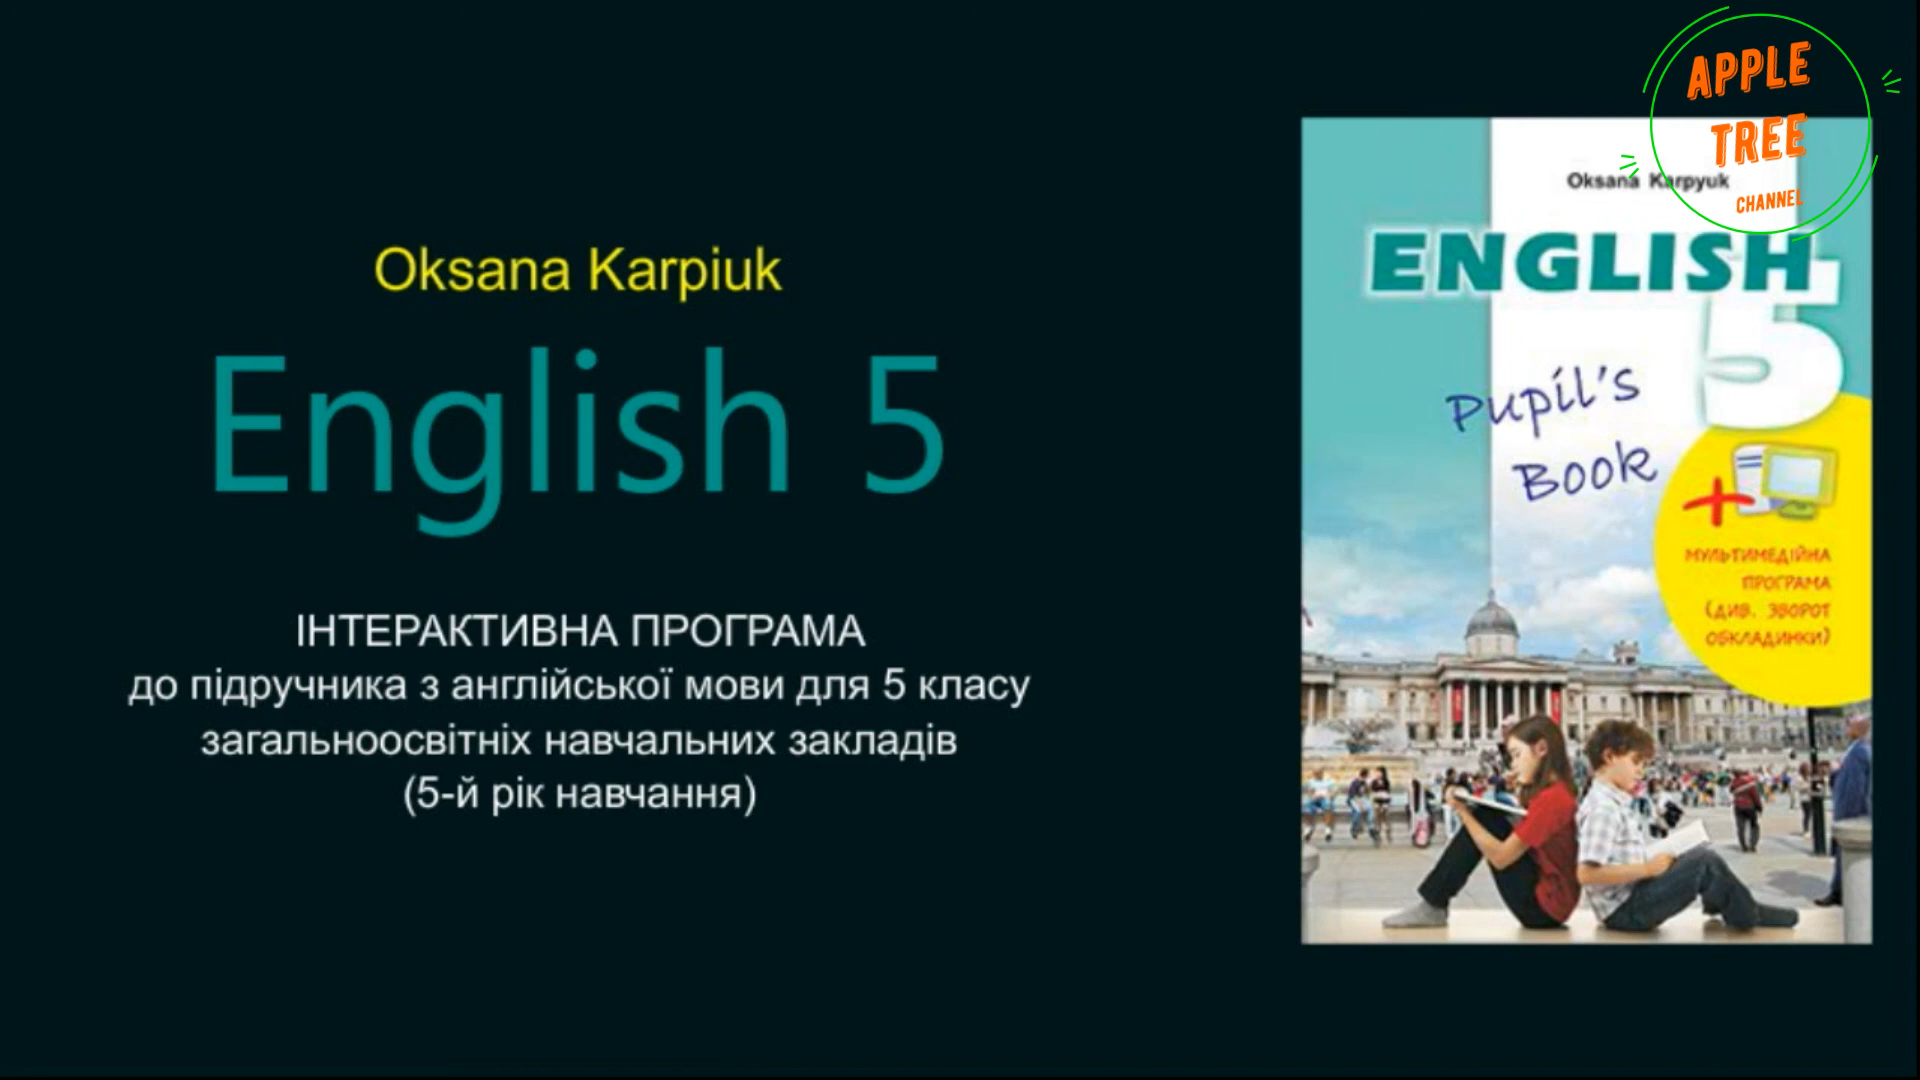 Oksana Karpiuk
English 5
ІНТЕРАКТИВНА ПРОГРАМА
до підручника з англійської мови для 5 класу
загальноосвітніх навчальних закладів
(5-й рік навчання)
APPLE
TREE
CHANNEL
Oksana Karpyuk
ENGLISH
5
Pupil's
Book
+
МУЛЬТИМЕДІЙНА
ПРОГРАМА
(ДИВ. ЗВОРОТ
ОБКЛАДИНКИ)